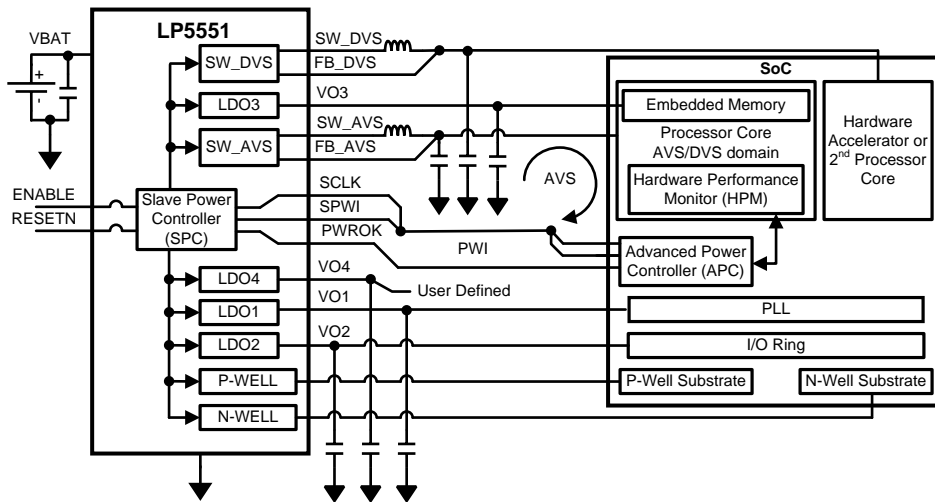 LP5551
VBAT
+
-
SW_DVS
SW_DVS
FB_DVS
LDO3
VO3
SW_AVS
SW_AVS
FB_AVS
ENABLE
RESETN
Slave Power
Controller
(SPC)
SCLK
SPWI
PWROK
PWI
AVS
LDO4
VO4
User Defined
LDO1
VO1
LDO2
VO2
P-WELL
N-WELL
SoC
Embedded Memory
Processor Core
AVS/DVS domain
Hardware Performance
Monitor (HPM)
Hardware
Accelerator or
2nd Processor
Core
Advanced Power
Controller (APC)
PLL
I/O Ring
P-Well Substrate
N-Well Substrate